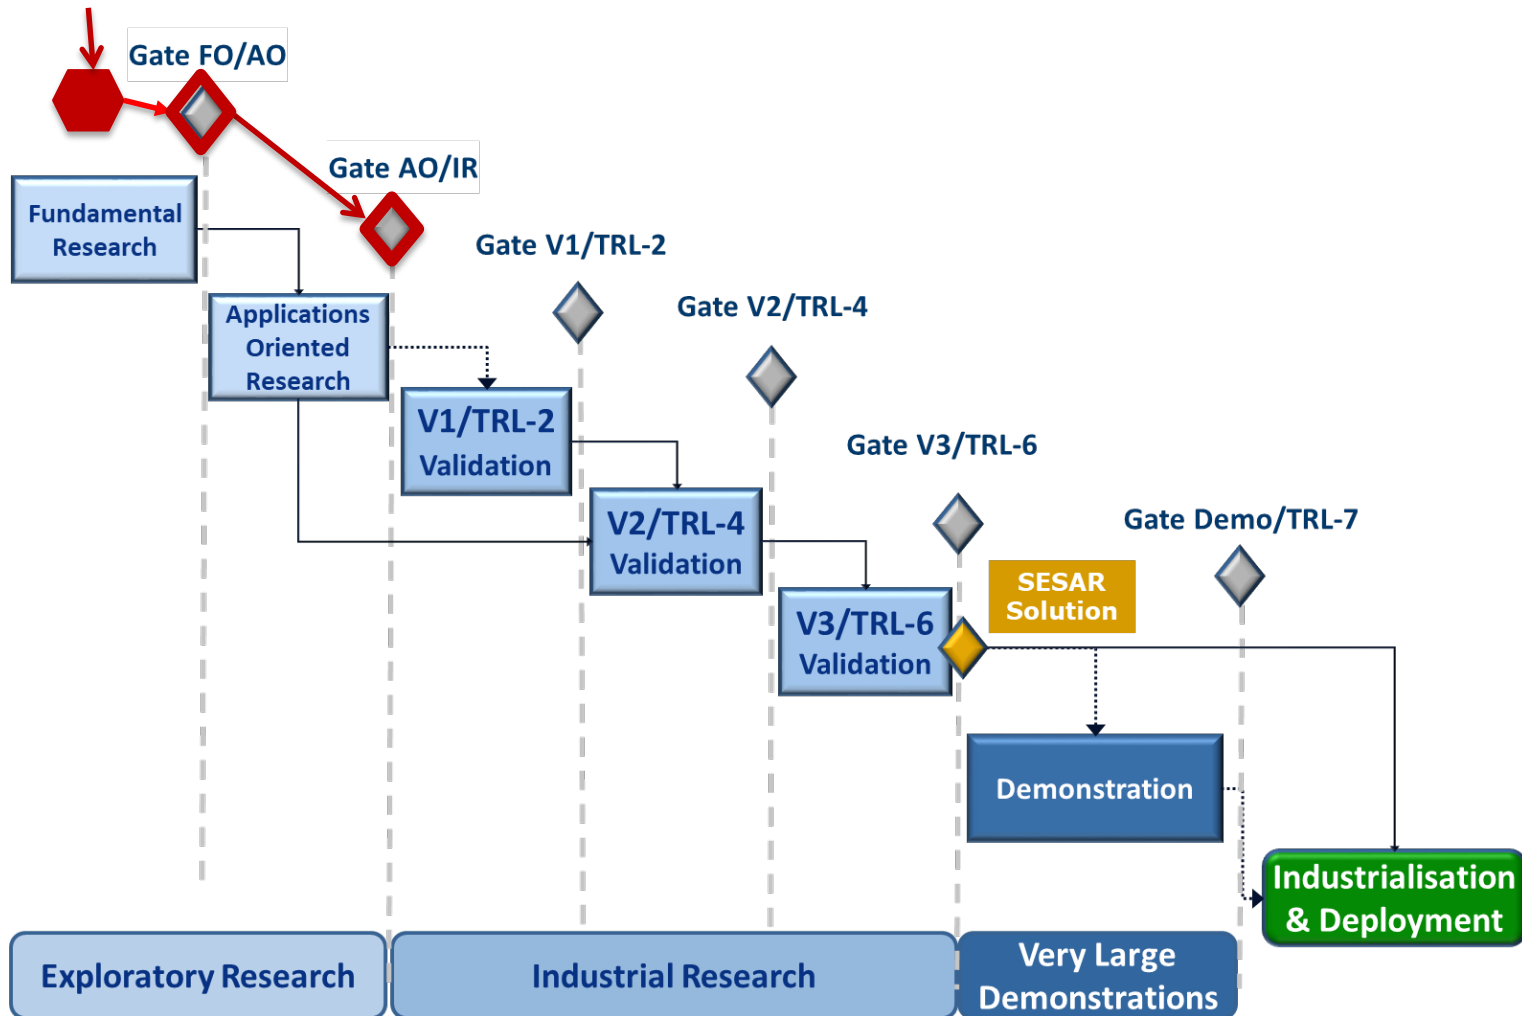 Gate FO/AO
Gate AO/IR
Fundamental
Research
Gate V1/TRL-2
Applications
Oriented
Research
Gate V2/TRL-4
V1/TRL-2
Validation
Gate V3/TRL-6
V2/TRL-4
Validation
Gate Demo/TRL-7
SESAR
Solution
V3/TRL-6
Validation
Demonstration
Industrialisation
& Deployment
Exploratory Research
Industrial Research
Very Large
Demonstrations